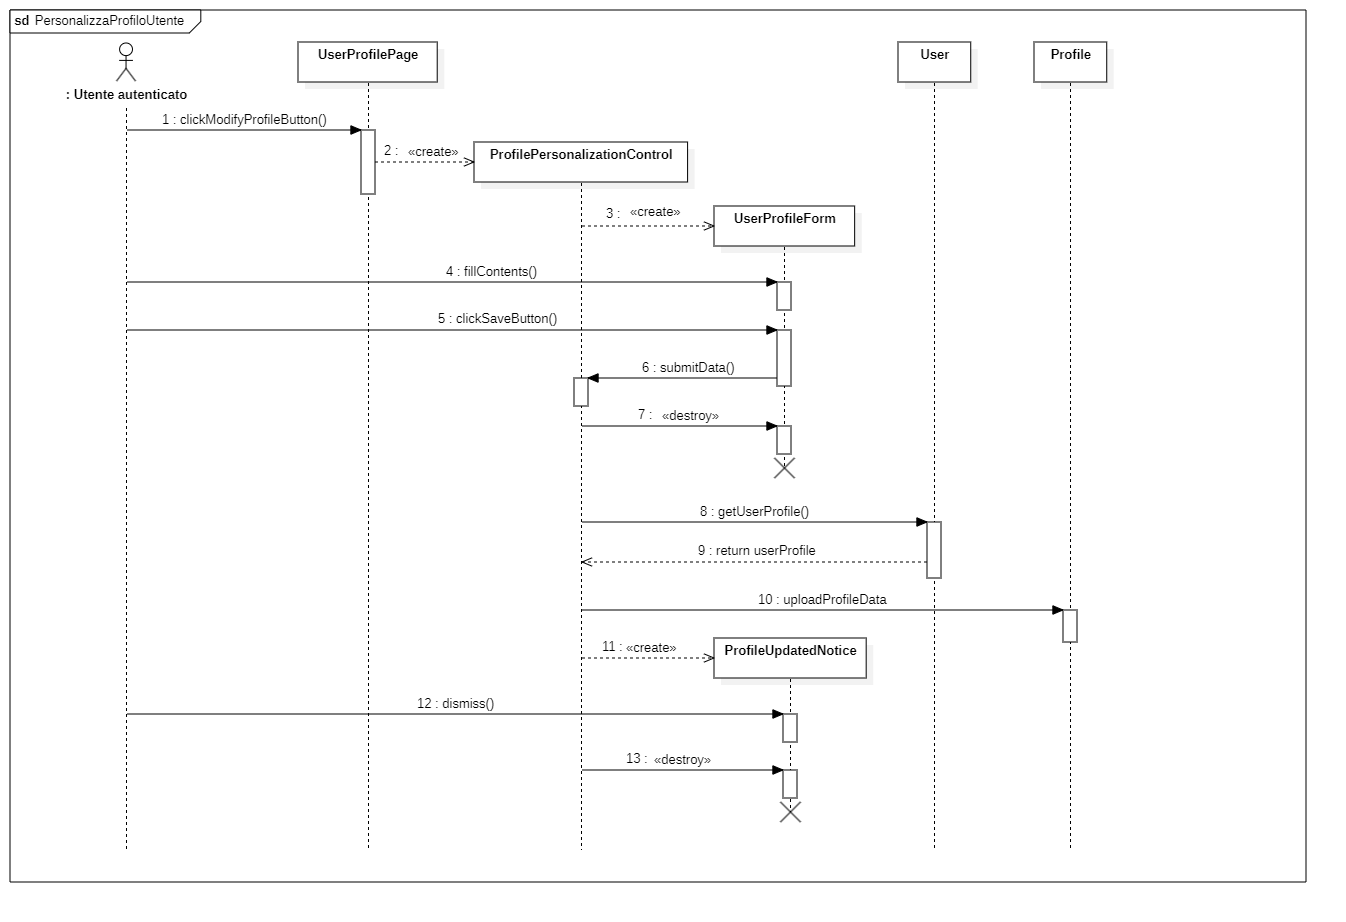 sd PersonalizzaProfiloUtente
UserProfilePage
User
Profile
: Utente autenticato
1 : clickModifyProfileButton()
2 : «create»
ProfilePersonalizationControl
3 : «create»
UserProfileForm
4 : fillContents()
5 : clickSaveButton()
6 : submitData()
7 : «destroy»
8 : getUserProfile()
9 : return userProfile
10 : uploadProfileData
11 : «create»
ProfileUpdatedNotice
12 : dismiss()
13 : «destroy»